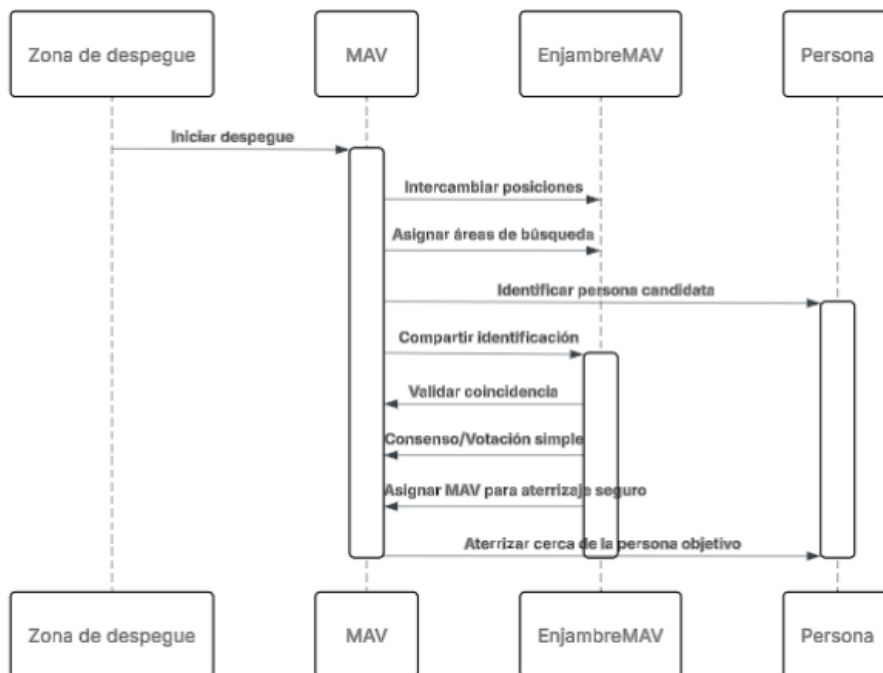 Zona de despegue
MAV
EnjambreMAV
Persona
Iniciar despegue
Intercambiar posiciones
Asignar áreas de búsqueda
Identificar persona candidata
Compartir identificación
Validar coincidencia
Consenso/Votación simple
Asignar MAV para aterrizaje seguro
Aterrizar cerca de la persona objetivo
Zona de despegue
MAV
EnjambreMAV
Persona